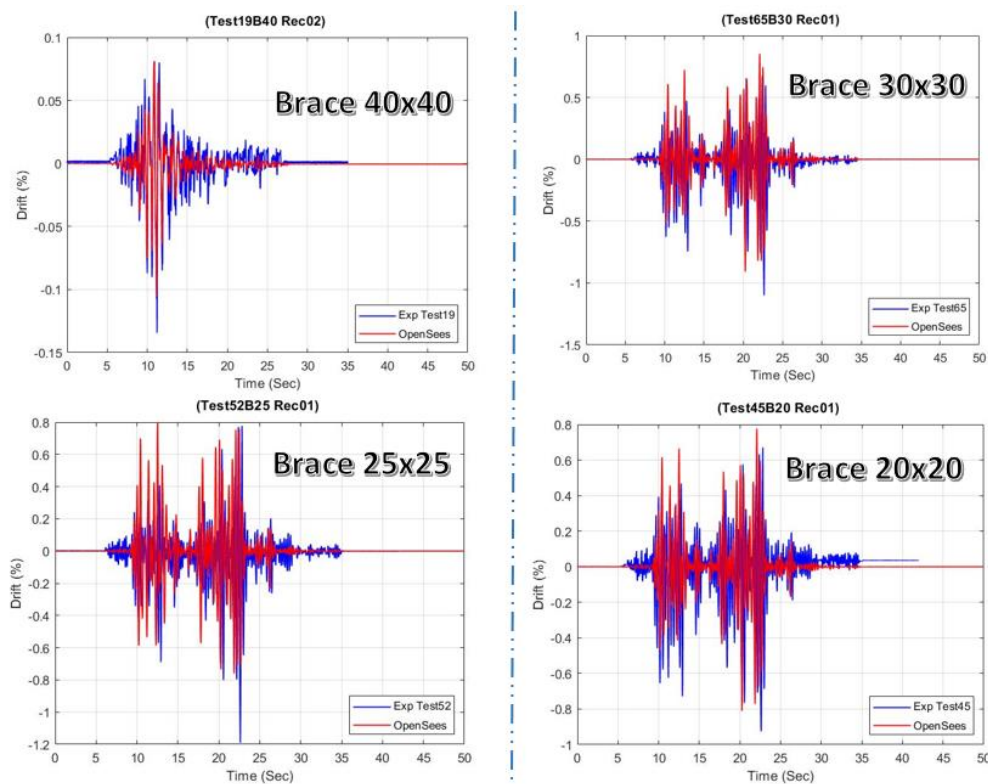 (Test19B40 Rec02)
Brace 40x40
0.1
0.05
0
-0.05
-0.1
-0.15
Drift (%)
Exp Test19
OpenSees
0 5 10 15 20 25 30 35 40 45 50
Time (Sec)
(Test65B30 Rec01)
Brace 30x30
1
0.5
0
-0.5
-1
-1.5
Drift (%)
Exp Test65
OpenSees
0 5 10 15 20 25 30 35 40 45 50
Time (Sec)
(Test52B25 Rec01)
Brace 25x25
0.8
0.6
0.4
0.2
0
-0.2
-0.4
-0.6
-0.8
-1
-1.2
Drift (%)
Exp Test52
OpenSees
0 5 10 15 20 25 30 35 40 45 50
Time (Sec)
(Test45B20 Rec01)
Brace 20x20
0.8
0.6
0.4
0.2
0
-0.2
-0.4
-0.6
-0.8
-1
Drift (%)
Exp Test45
OpenSees
0 5 10 15 20 25 30 35 40 45 50
Time (Sec)